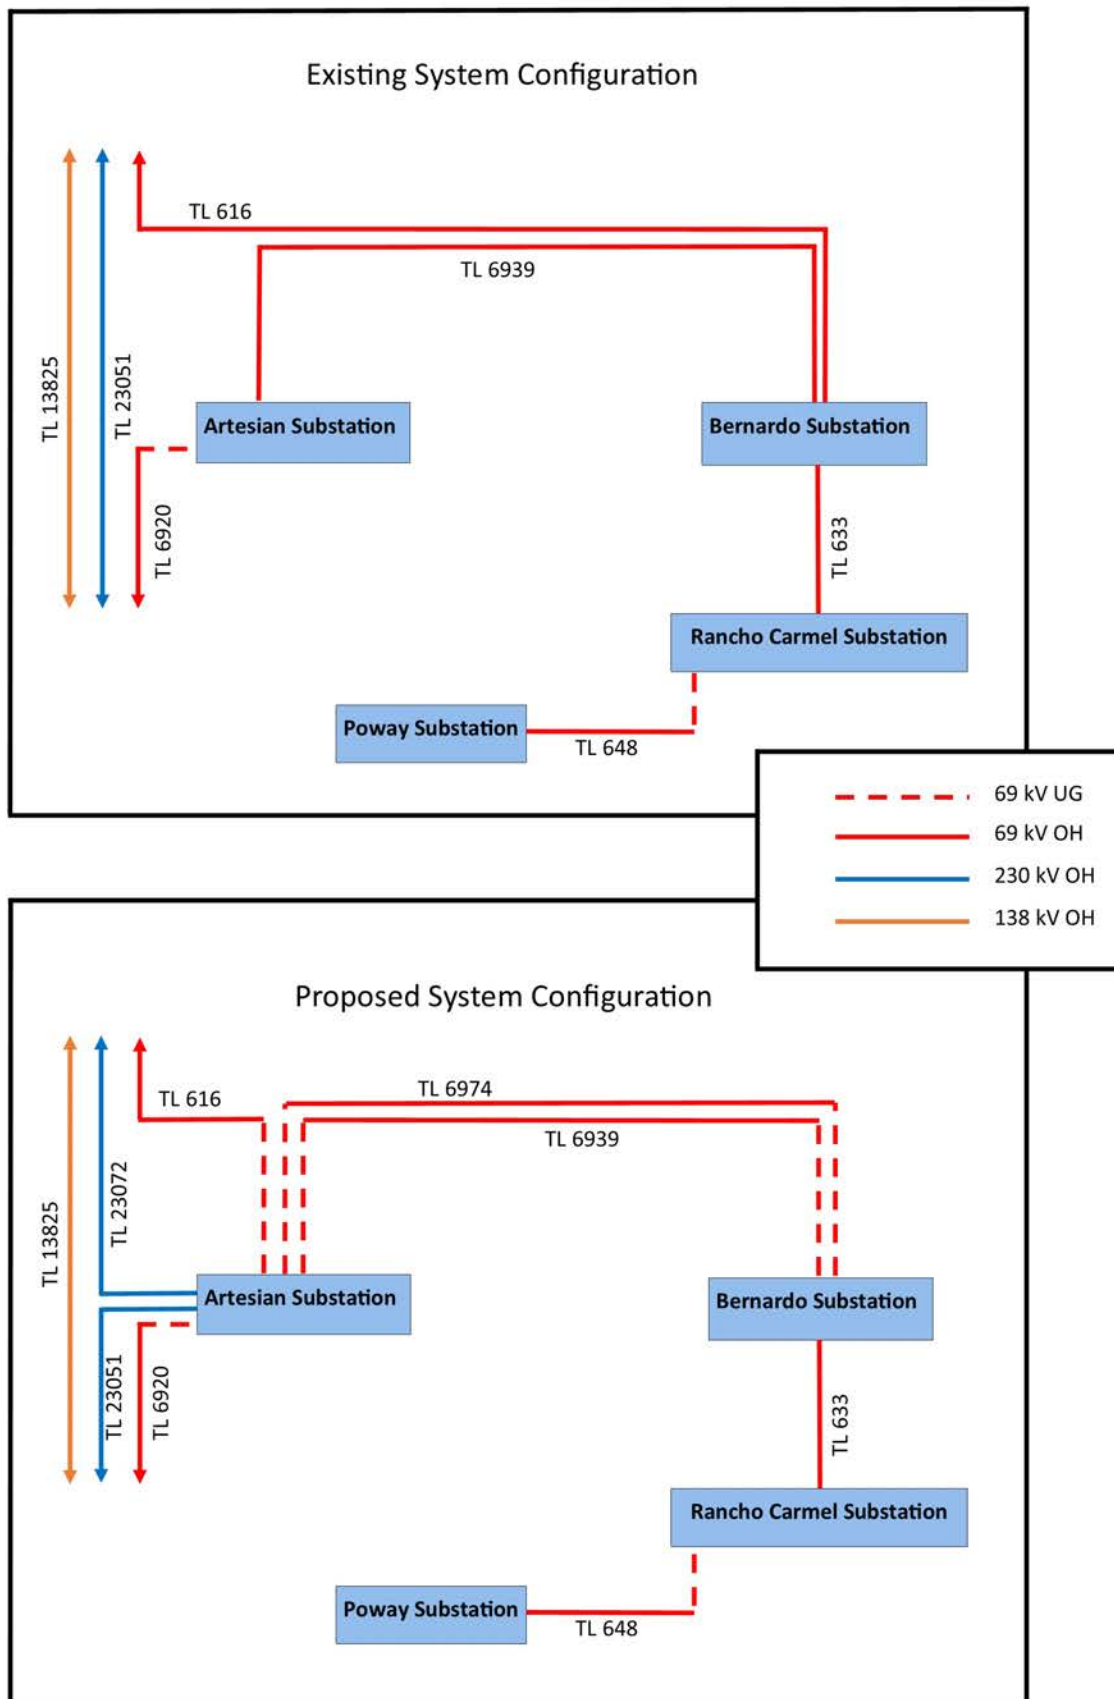 Existing System Configuration
TL 616
TL 6939
TL 13825
TL 23051
Artesian Substation
Bernardo Substation
TL 6920
TL 633
Rancho Carmel Substation
Poway Substation
TL 648
69 kV UG
69 kV OH
230 kV OH
138 kV OH
Proposed System Configuration
TL 6974
TL 616
TL 6939
TL 23072
TL 13825
Artesian Substation
Bernardo Substation
TL 23051
TL 6920
TL 633
Rancho Carmel Substation
Poway Substation
TL 648